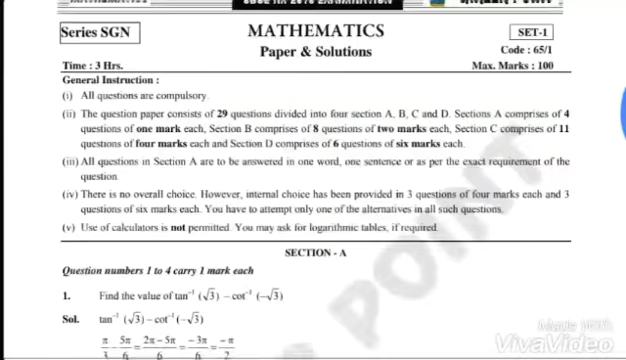 MATHEMATICS
Series SGN
SET-1
Paper & Solutions
Code : 65/1
Time : 3 Hrs.
Max. Marks : 100
General Instruction :
(i) All questions are compulsory.
(ii) The question paper consists of 29 questions divided into four section A, B, C and D. Sections A comprises of 4
questions of one mark each, Section B comprises of 8 questions of two marks each, Section C comprises of 11
questions of four marks each and Section D comprises of 6 questions of six marks each.
(iii) All questions in Section A are to be answered in one word, one sentence or as per the exact requirement of the
question.
(iv) There is no overall choice. However, internal choice has been provided in 3 questions of four marks each and 3
questions of six marks each. You have to attempt only one of the alternatives in all such questions.
(v) Use of calculators is not permitted. You may ask for logarithmic tables, if required.
SECTION - A
Question numbers 1 to 4 carry 1 mark each
1. Find the value of tan⁻¹ (√3) – cot⁻¹ (–√3)
Sol. tan⁻¹ (√3) – cot⁻¹ (–√3)
π/3 – 5π/6 = 2π – 5π/6 = –3π/6 = –π/2
POINT
Made With
VivaVideo